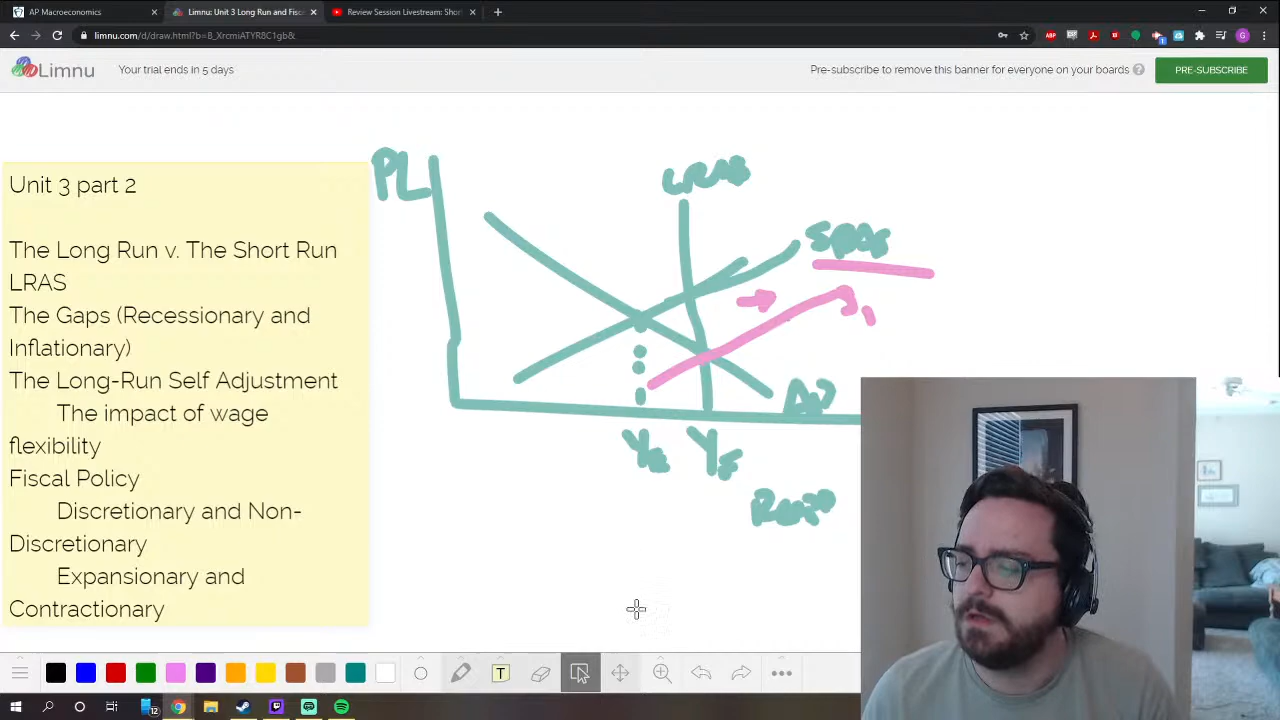 AP Macroeconomics
Limnu: Unit 3 Long Run and Fisc
Review Session Livestream: Shor
limnu.com/d/draw.html?b=B_XrcmiATYR8C1gb&
Limnu
Your trial ends in 5 days
Pre-subscribe to remove this banner for everyone on your boards
PRE-SUBSCRIBE
Unit 3 part 2
The Long Run v. The Short Run
LRAS
The Gaps (Recessionary and
Inflationary)
The Long-Run Self Adjustment
The impact of wage
flexibility
Fiscal Policy
Discretionary and Non-
Discretionary
Expansionary and
Contractionary
PL
LRAS
SRAS
AD
YE
YF
T